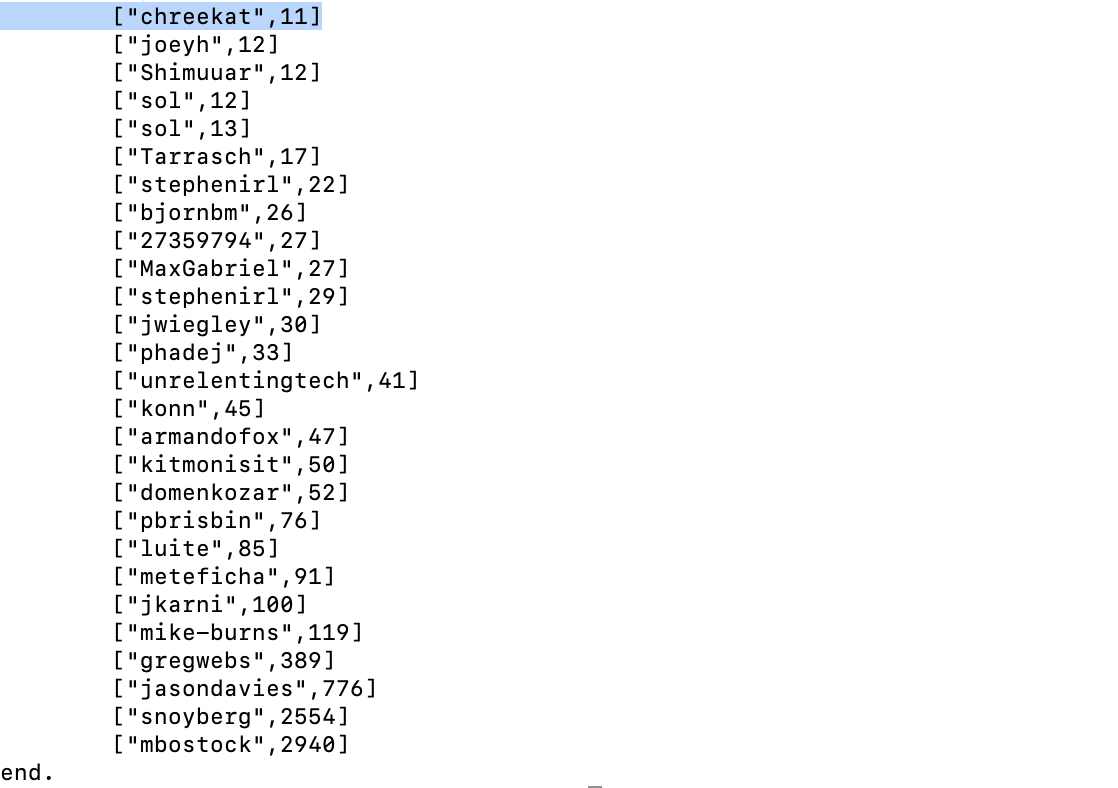 ["chreekat",11]
["joeyh",12]
["Shimuuar",12]
["sol",12]
["sol",13]
["Tarrasch",17]
["stephenirl",22]
["bjornbm",26]
["27359794",27]
["MaxGabriel",27]
["stephenirl",29]
["jwiegley",30]
["phadej",33]
["unrelentingtech",41]
["konn",45]
["armandofox",47]
["kitmonisit",50]
["domenkozar",52]
["pbrisbin",76]
["luite",85]
["meteficha",91]
["jkarni",100]
["mike-burns",119]
["gregwebs",389]
["jasondavies",776]
["snoyberg",2554]
["mbostock",2940]
end.